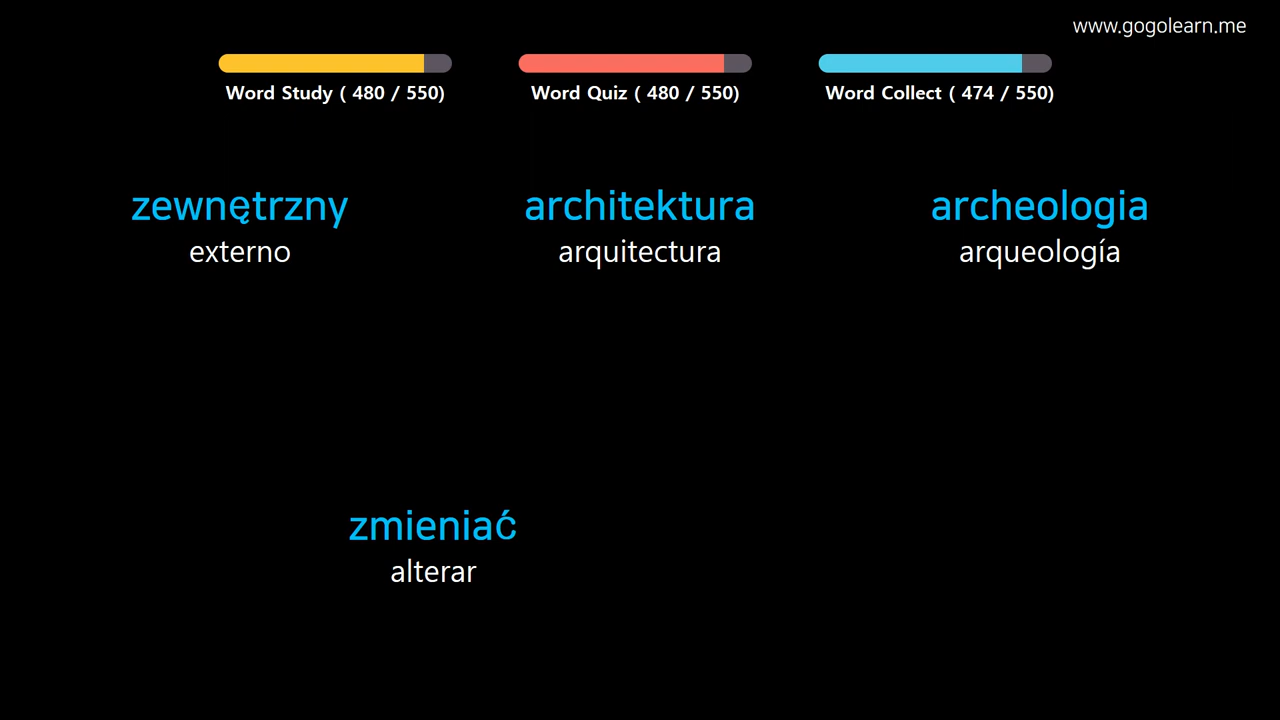 www.gogolearn.me
Word Study ( 480 / 550)
Word Quiz ( 480 / 550)
Word Collect ( 474 / 550)
zewnętrzny
externo
architektura
arquitectura
archeologia
arqueología
zmieniać
alterar